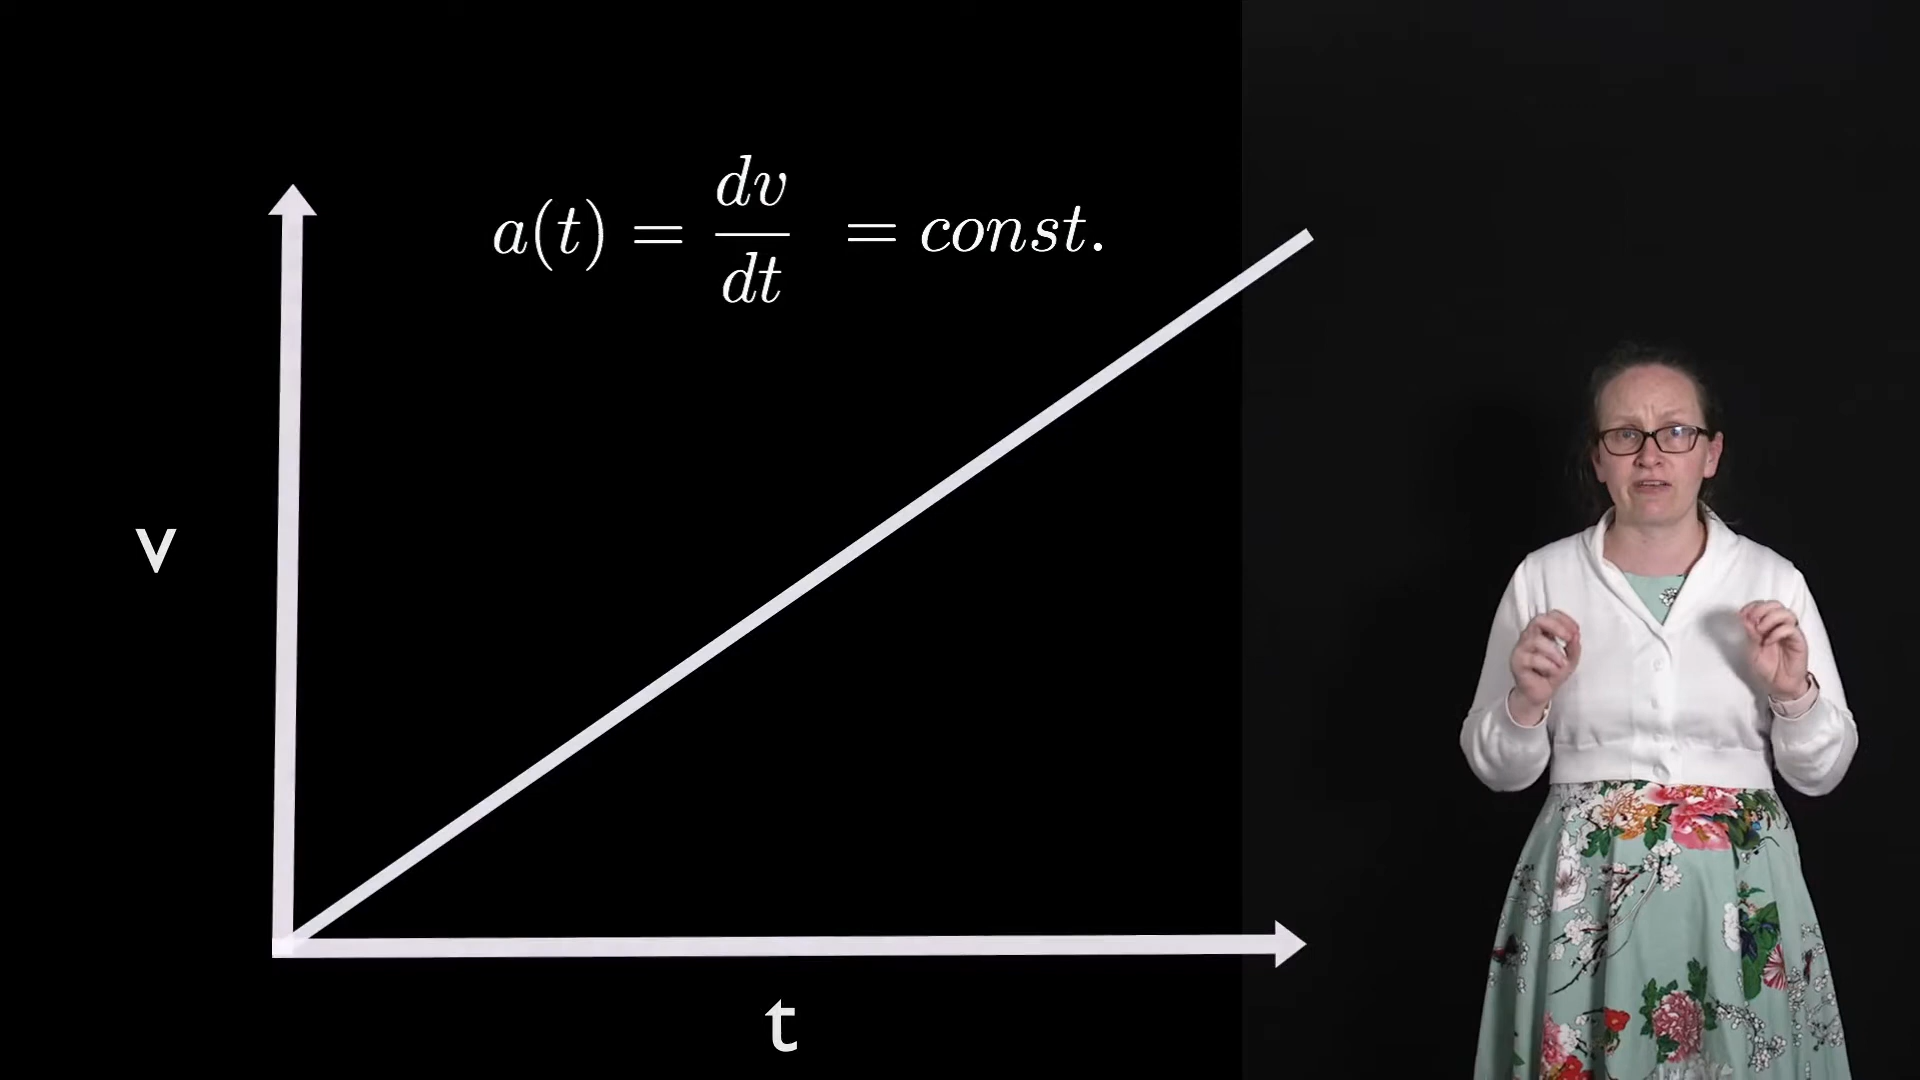 a(t) = dv/dt = const.
v
t